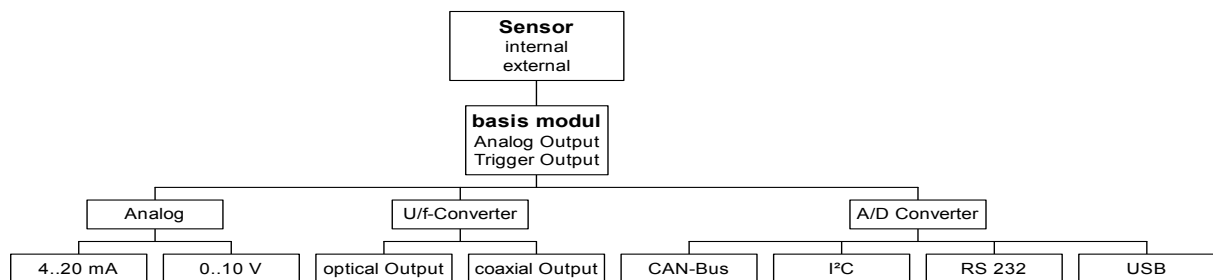 Sensor
internal
external
basis modul
Analog Output
Trigger Output
Analog
U/f-Converter
A/D Converter
4..20 mA
0..10 V
optical Output
coaxial Output
CAN-Bus
I²C
RS 232
USB